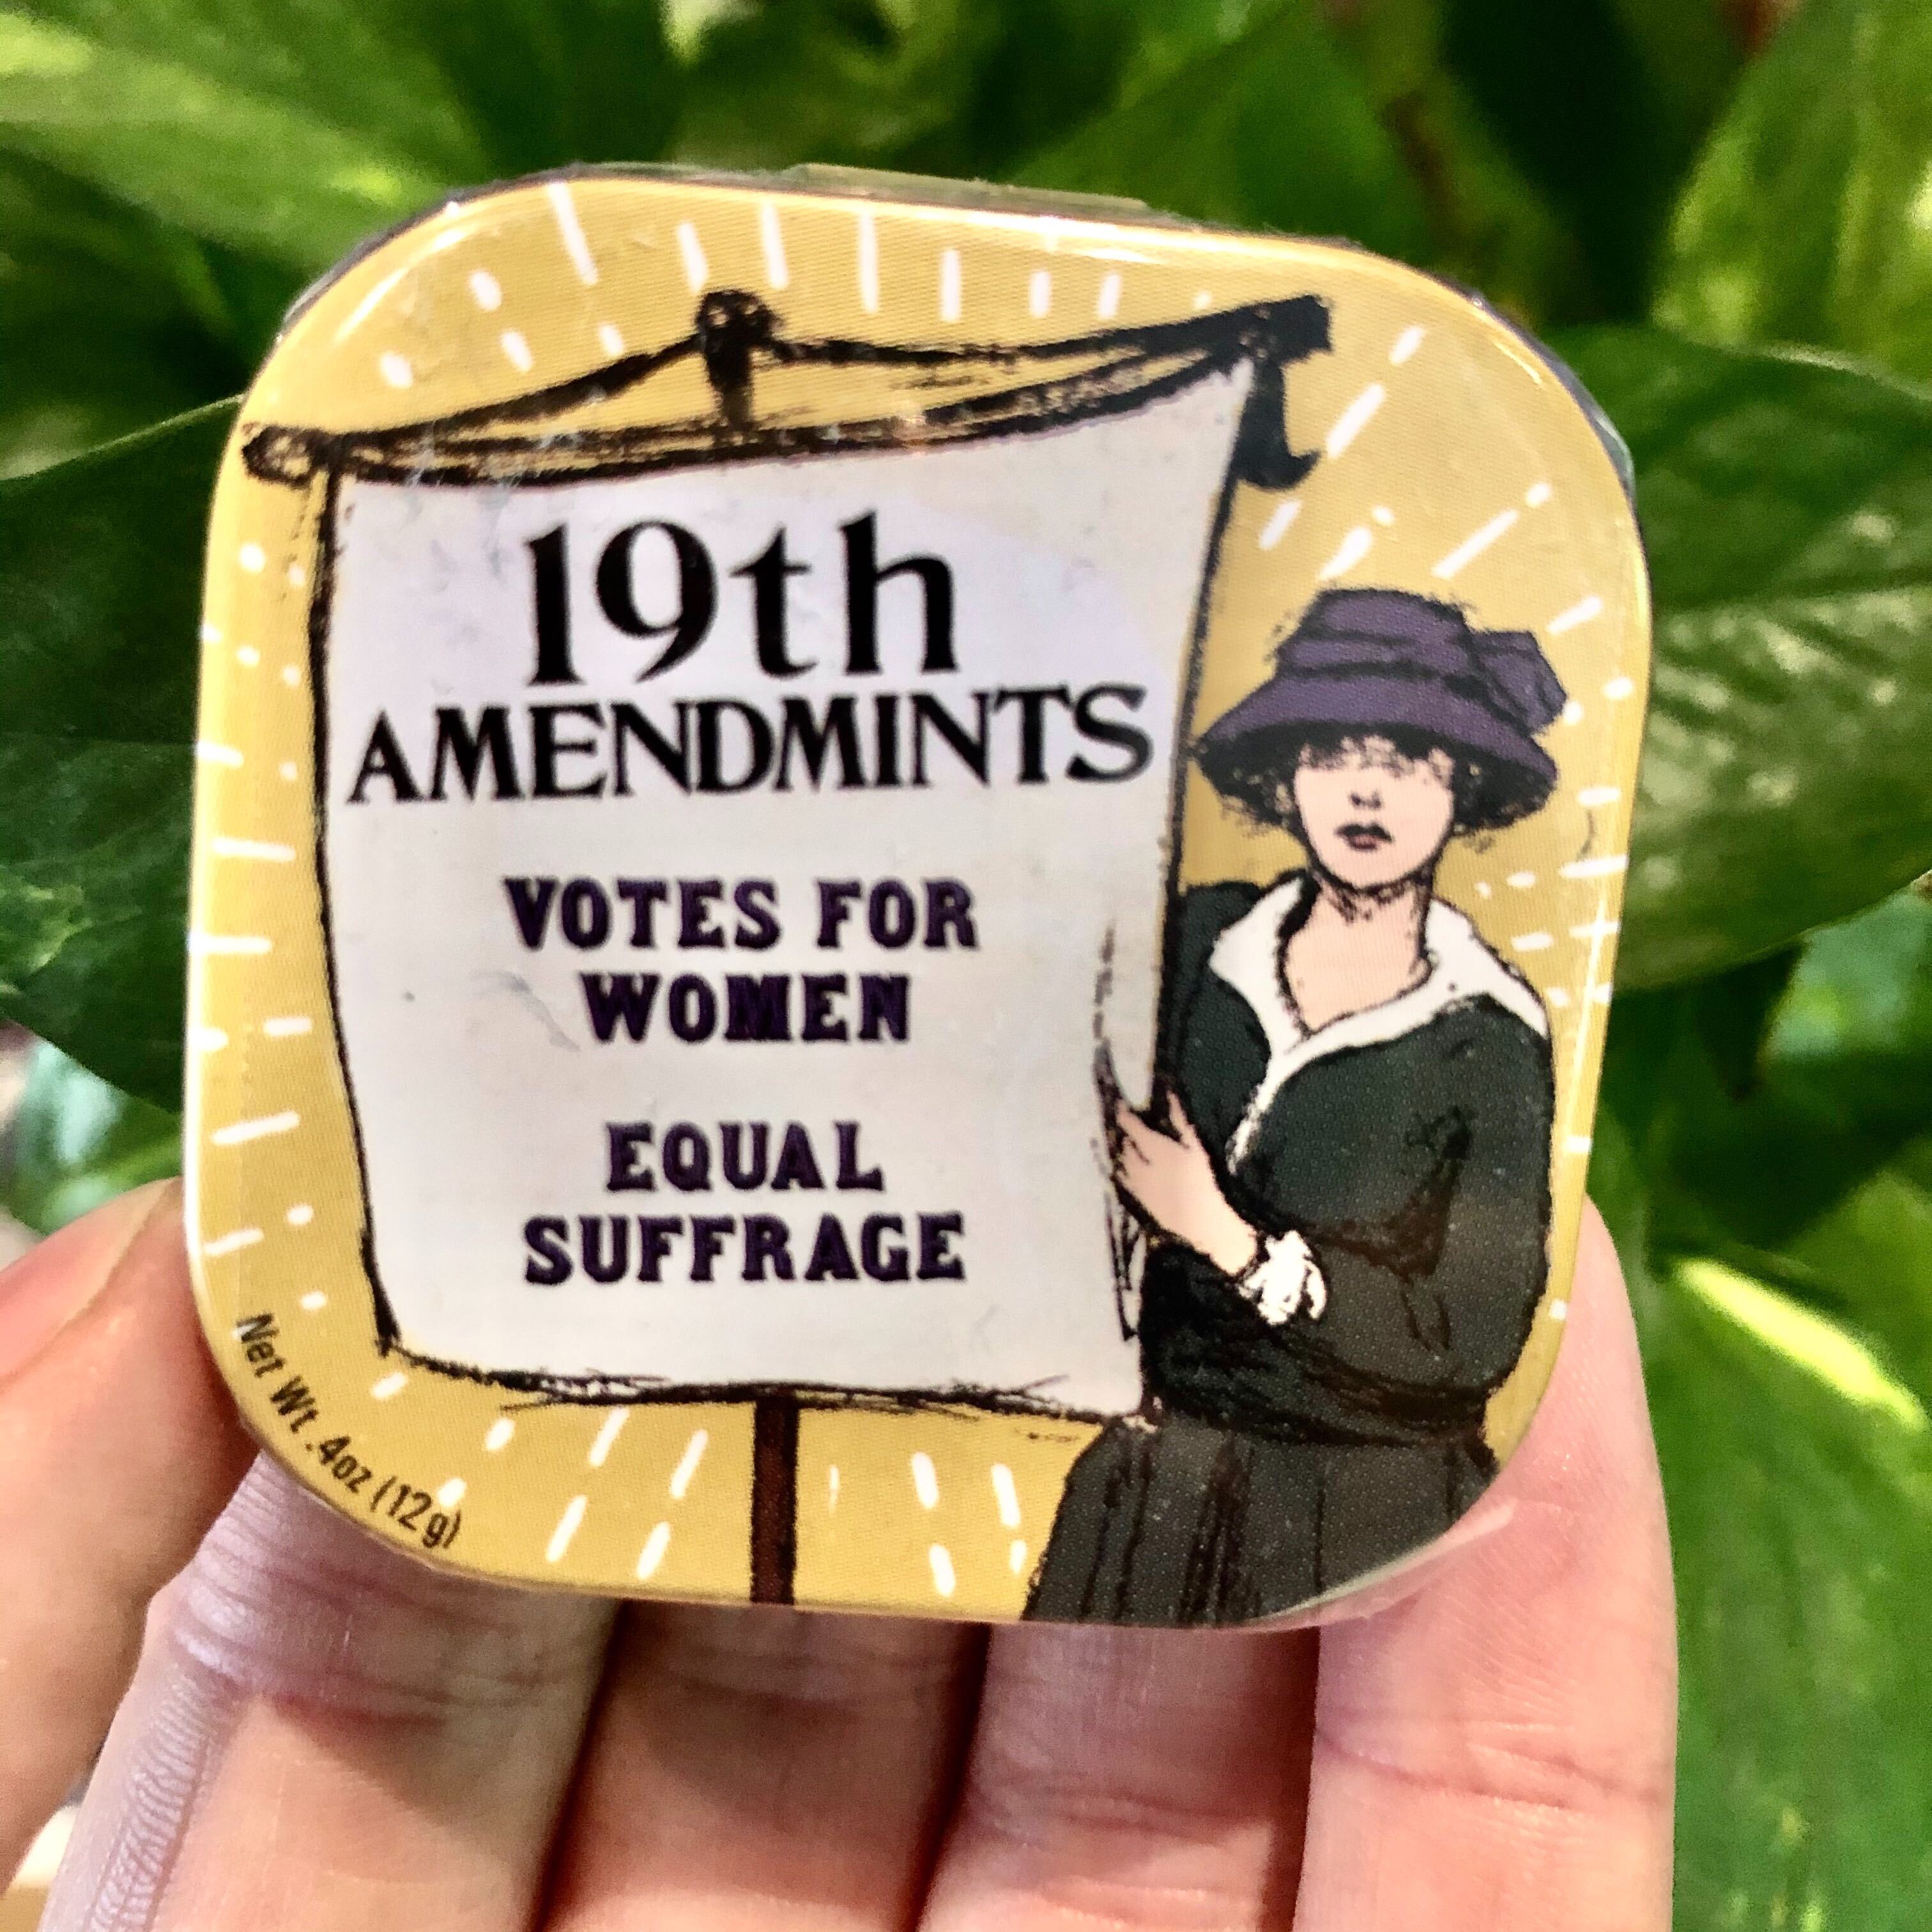 19th
AMENDMINTS
VOTES FOR
WOMEN
EQUAL
SUFFRAGE
Net Wt .4oz (12g)